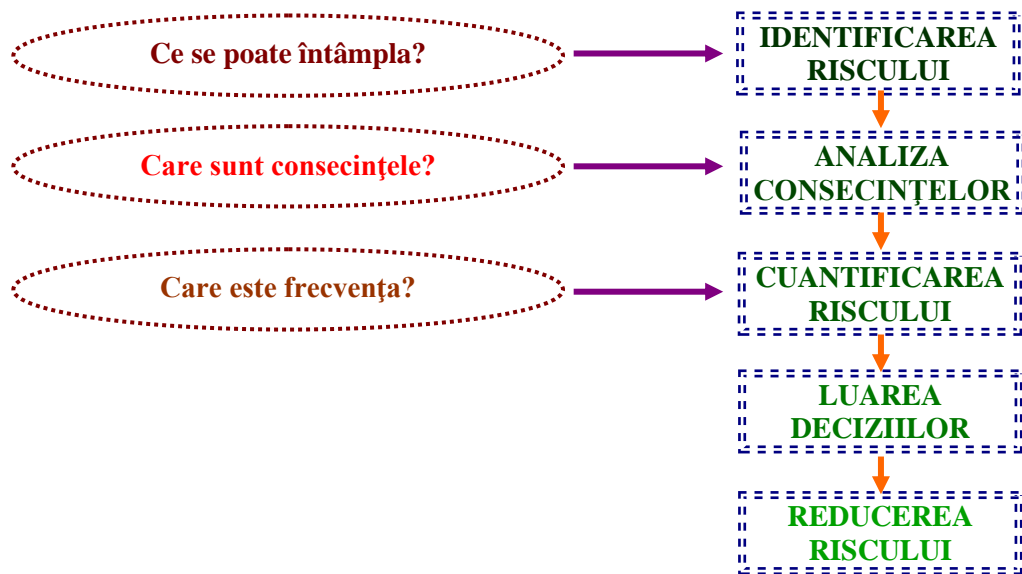 Ce se poate întâmpla?
IDENTIFICAREA
RISCULUI
Care sunt consecinţele?
ANALIZA
CONSECINŢELOR
Care este frecvenţa?
CUANTIFICAREA
RISCULUI
LUAREA
DECIZIILOR
REDUCEREA
RISCULUI